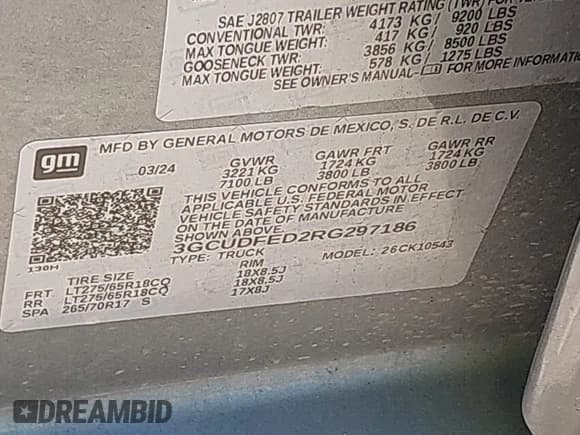 SAE J2807 TRAILER WEIGHT RATING (TWR) FOR
CONVENTIONAL TWR: 4173 KG/ 9200 LBS
MAX TONGUE WEIGHT: 417 KG/ 920 LBS
GOOSENECK TWR: 3856 KG/ 8500 LBS
MAX TONGUE WEIGHT: 578 KG/ 1275 LBS
SEE OWNER'S MANUAL- FOR MORE INFORMATION
gm
MFD BY GENERAL MOTORS DE MEXICO, S. DE R.L. DE C.V.
03/24 GVWR GAWR FRT GAWR RR
3221 KG 1724 KG 1724 KG
7100 LB 3800 LB 3800 LB
THIS VEHICLE CONFORMS TO ALL
APPLICABLE U.S. FEDERAL MOTOR
VEHICLE SAFETY STANDARDS IN EFFECT
ON THE DATE OF MANUFACTURE
SHOWN ABOVE.
3GCUDFED2RG297186
TYPE: TRUCK MODEL: 26CK10543
130H
TIRE SIZE RIM
FRT LT275/65R18CQ 18X8.5J
RR LT275/65R18CQ 18X8.5J
SPA 265/70R17 S 17X8J
DREAMBID